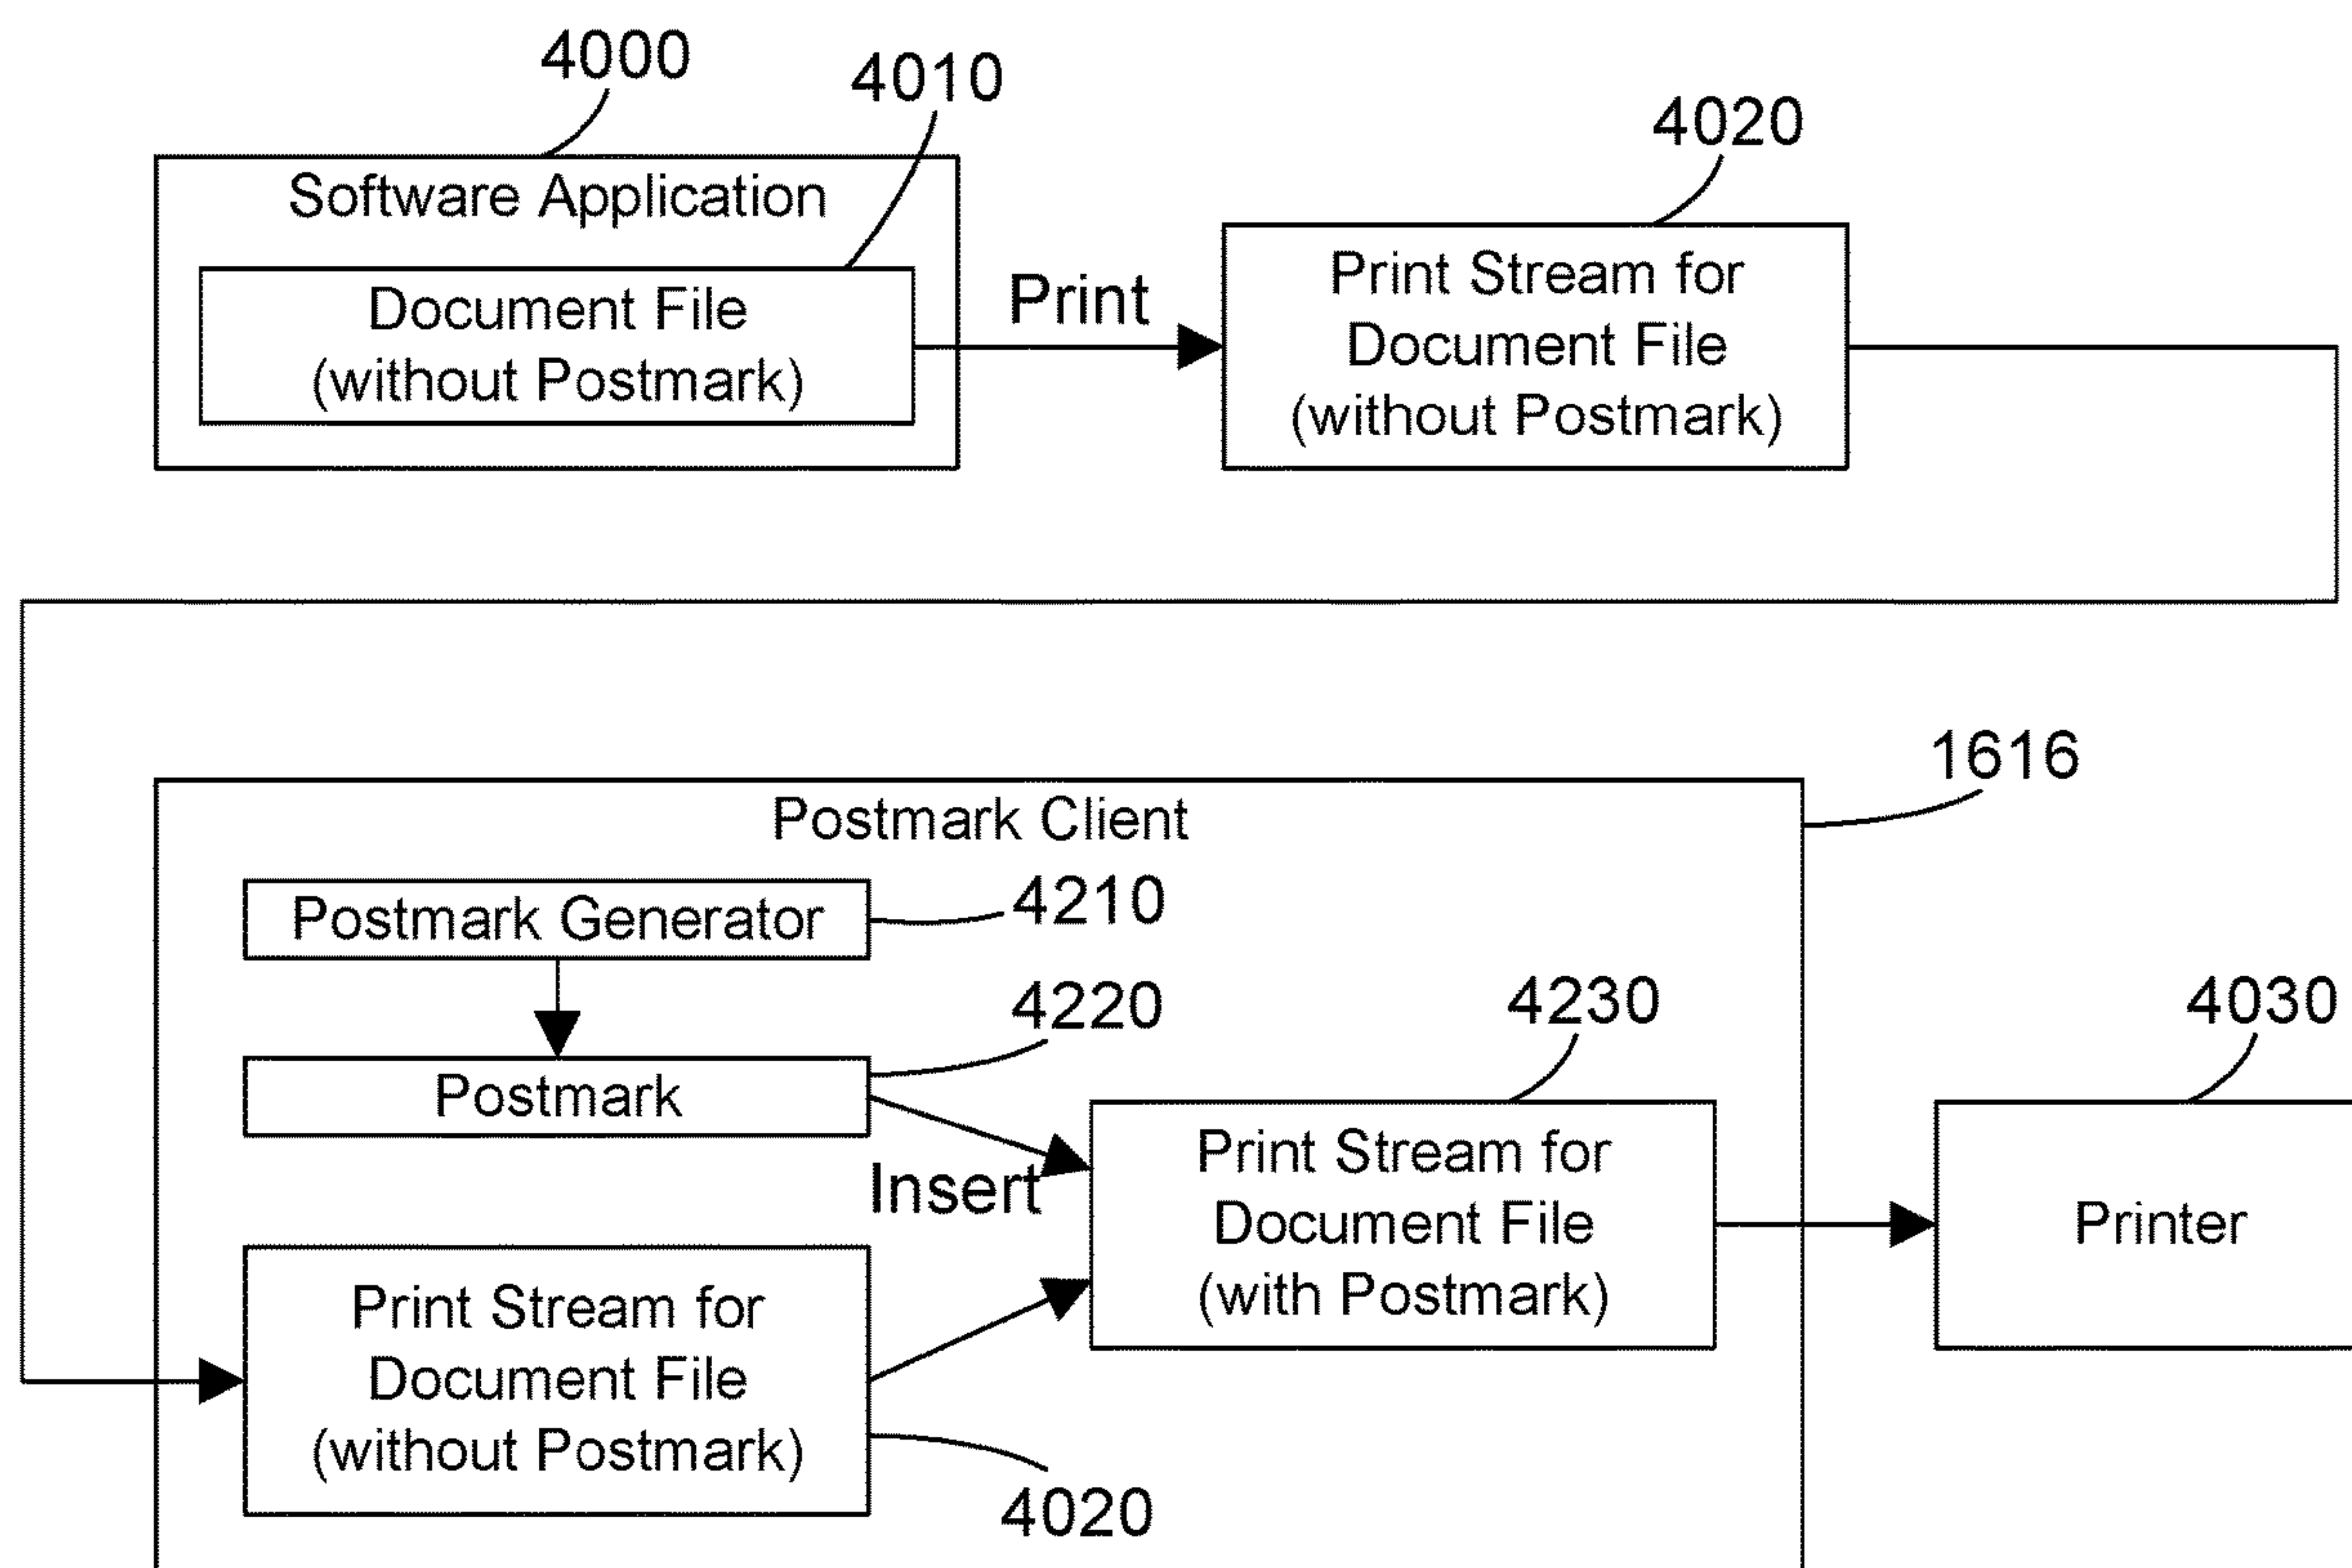 4000
4010
4020
Software Application
Document File
(without Postmark)
Print
Print Stream for
Document File
(without Postmark)
1616
Postmark Client
Postmark Generator
4210
4220
Postmark
4230
4030
Insert
Print Stream for
Document File
(with Postmark)
Printer
Print Stream for
Document File
(without Postmark)
4020